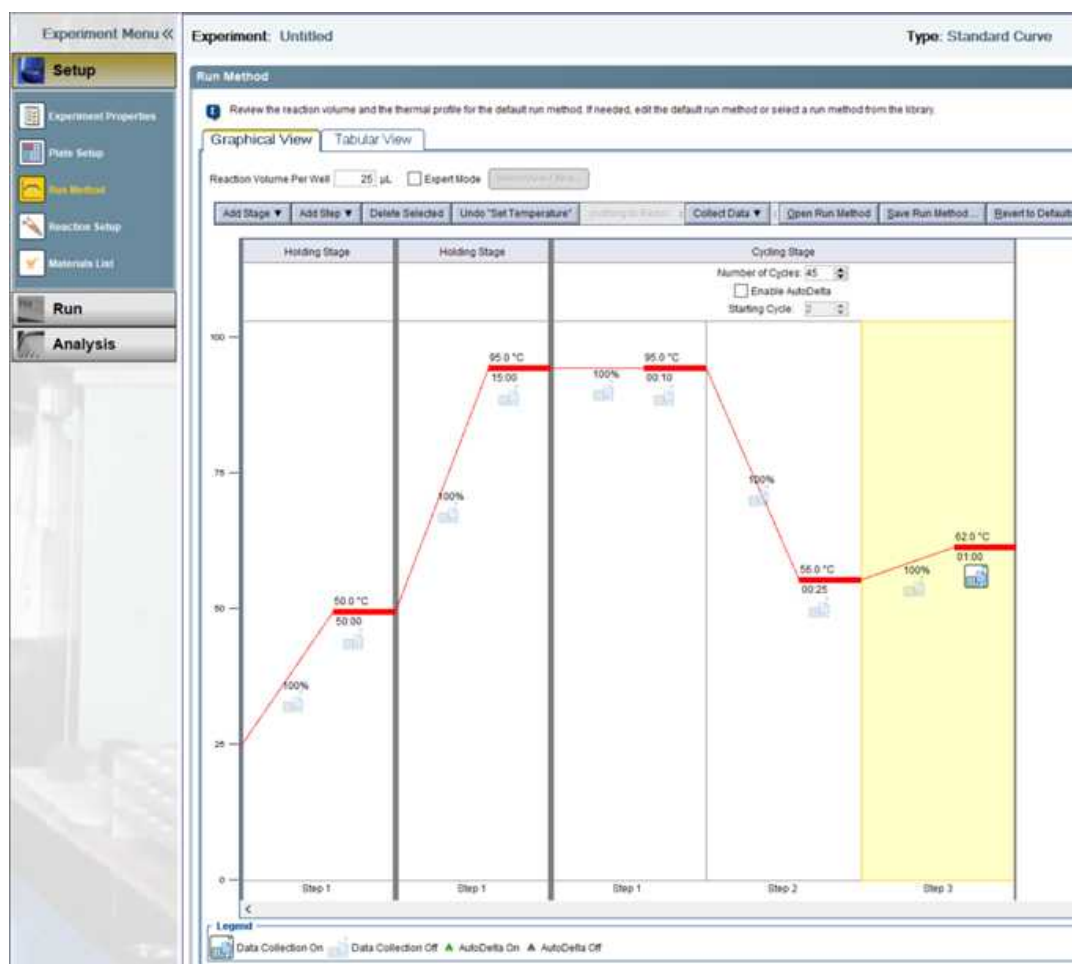 Experiment Menu «
Experiment: Untitled
Type: Standard Curve
Setup
Run Method
Review the reaction volume and the thermal profile for the default run method. If needed, edit the default run method or select a run method from the library.
Experiment Properties
Graphical View
Tabular View
Plate Setup
Reaction Volume Per Well 25 µL
Expert Mode
Run Method
Add Stage ▼
Add Step ▼
Delete Selected
Undo "Set Temperature"
Collect Data ▼
Open Run Method
Save Run Method...
Revert to Defaults
Reaction Setup
Materials List
Holding Stage
Holding Stage
Cycling Stage
Number of Cycles: 45
Enable AutoDelta
Starting Cycle: 2
Run
Analysis
100
95.0 °C
15:00
95.0 °C
100%
00:10
75
100%
100%
62.0 °C
01:00
55.0 °C
100%
00:25
50
50.0 °C
50:00
100%
25
0
Step 1
Step 1
Step 1
Step 2
Step 3
Legend
Data Collection On
Data Collection Off
AutoDelta On
AutoDelta Off